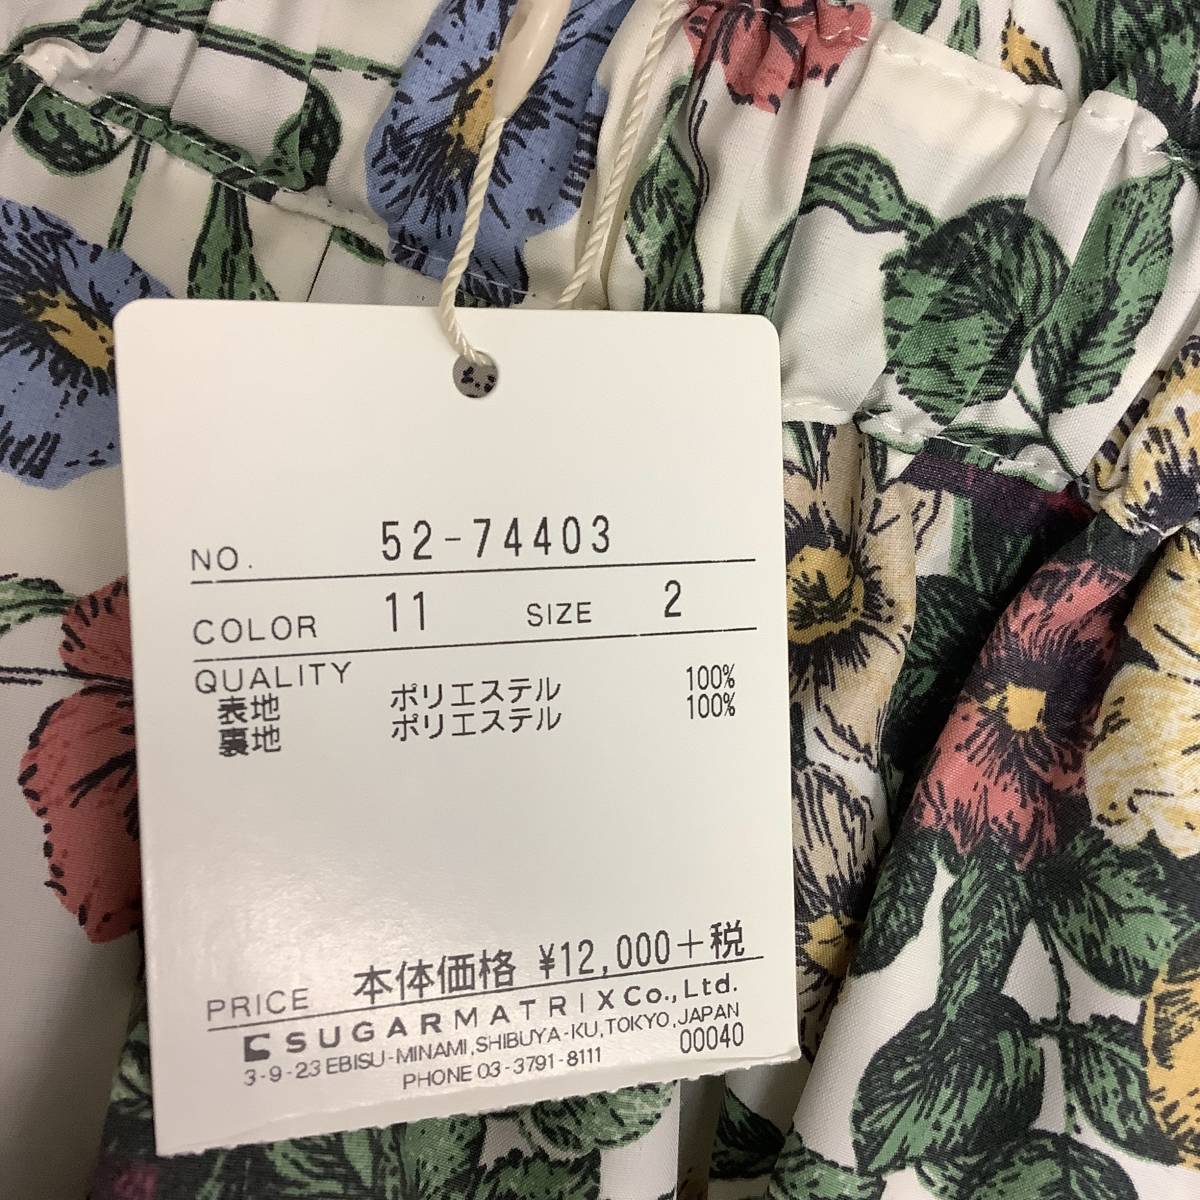 NO. 52-74403
COLOR 11 SIZE 2
QUALITY
表地 ポリエステル 100%
裏地 ポリエステル 100%
PRICE 本体価格 ¥12,000+税
SUGARMATRIX Co., Ltd.
3-9-23 EBISU-MINAMI, SHIBUYA-KU, TOKYO, JAPAN
PHONE 03-3791-8111 00040